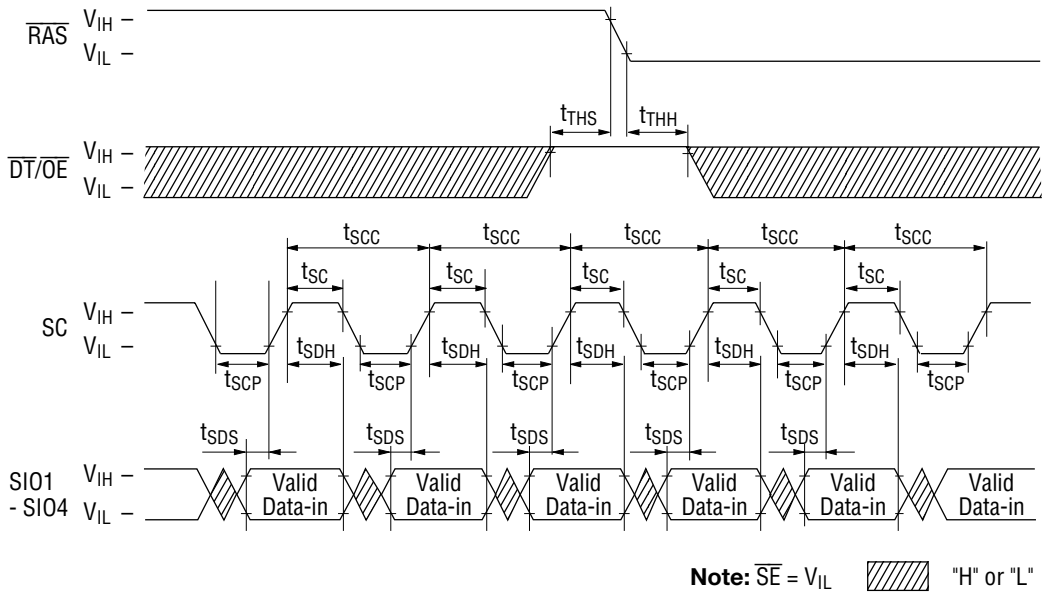 RAS VIH –
VIL –
tTHS tTHH
DT/OE VIH –
VIL –
tSCC tSCC tSCC tSCC tSCC
tSC tSC tSC tSC tSC
SC VIH –
VIL –
tSDH tSDH tSDH tSDH tSDH
tSCP tSCP tSCP tSCP tSCP tSCP
tSDS tSDS tSDS tSDS tSDS
SIO1 - SIO4 VIH –
VIL –
Valid Data-in Valid Data-in Valid Data-in Valid Data-in Valid Data-in Valid Data-in
Note: SE = VIL "H" or "L"